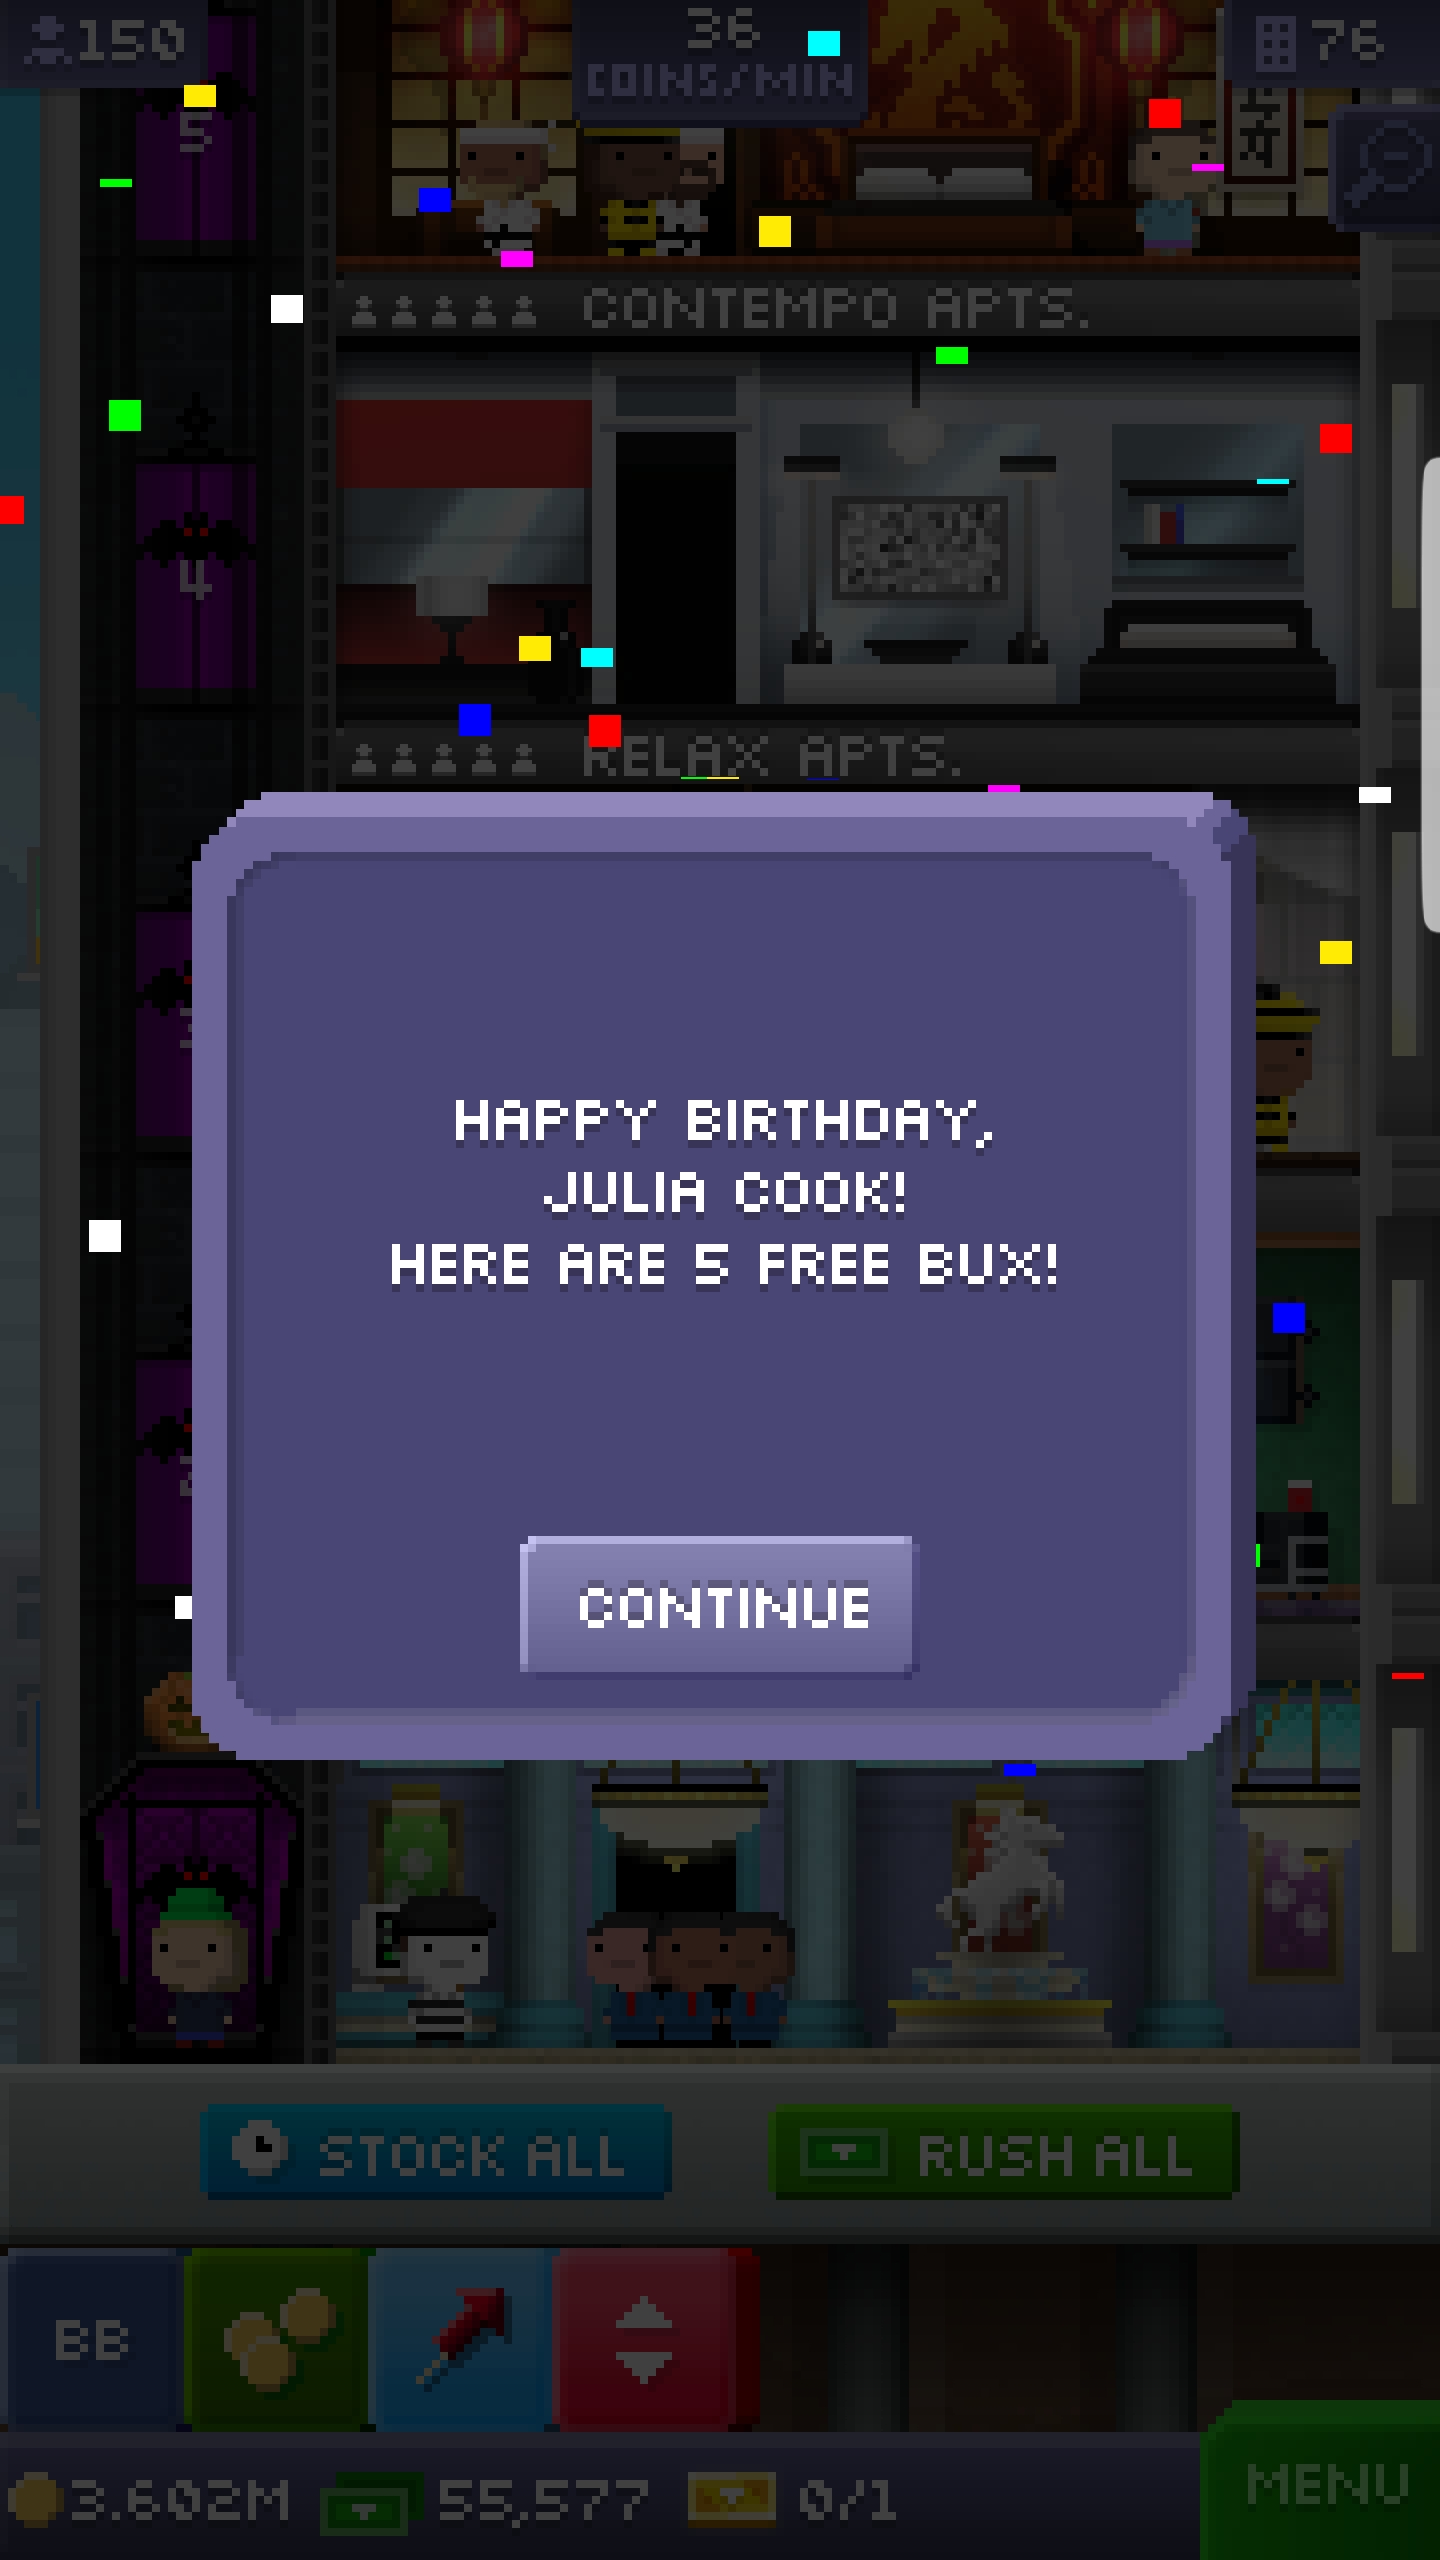 150
36
COINS/MIN
76
5
CONTEMPO APTS.
4
RELAX APTS.
HAPPY BIRTHDAY,
JULIA COOK!
HERE ARE 5 FREE BUX!
CONTINUE
STOCK ALL
RUSH ALL
BB
3.602M
55,577
0/1
MENU